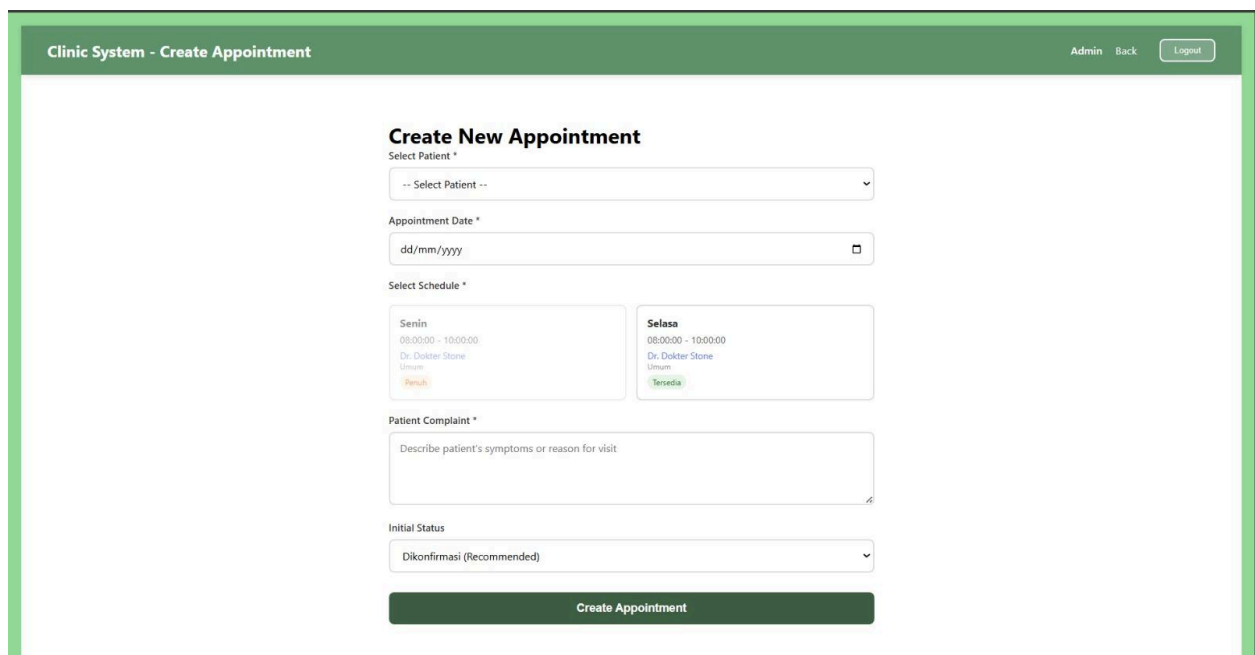 Clinic System - Create Appointment
Admin Back Logout
Create New Appointment
Select Patient *
-- Select Patient --
Appointment Date *
dd/mm/yyyy
Select Schedule *
Senin
08:00:00 - 10:00:00
Dr. Dokter Stone
Umum
Penuh
Selasa
08:00:00 - 10:00:00
Dr. Dokter Stone
Umum
Tersedia
Patient Complaint *
Describe patient's symptoms or reason for visit
Initial Status
Dikonfirmasi (Recommended)
Create Appointment